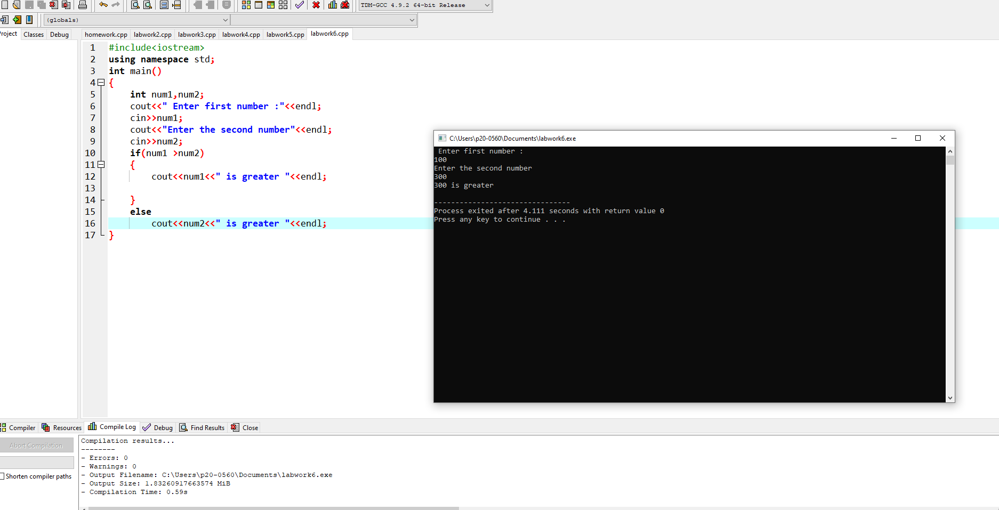 TDM-GCC 4.9.2 64-bit Release
(globals)
Project Classes Debug
homework.cpp labwork2.cpp labwork3.cpp labwork4.cpp labwork5.cpp labwork6.cpp
1 #include<iostream>
2 using namespace std;
3 int main()
4 {
5 int num1,num2;
6 cout<<" Enter first number :"<<endl;
7 cin>>num1;
8 cout<<"Enter the second number"<<endl;
9 cin>>num2;
10 if(num1 >num2)
11 {
12 cout<<num1<<" is greater "<<endl;
13
14 }
15 else
16 cout<<num2<<" is greater "<<endl;
17 }
C:\Users\p20-0560\Documents\labwork6.exe
Enter first number :
100
Enter the second number
300
300 is greater
--------------------------------
Process exited after 4.111 seconds with return value 0
Press any key to continue . . .
Compiler Resources Compile Log Debug Find Results Close
Abort Compilation
Shorten compiler paths
Compilation results...
--------
- Errors: 0
- Warnings: 0
- Output Filename: C:\Users\p20-0560\Documents\labwork6.exe
- Output Size: 1.83260917663574 MiB
- Compilation Time: 0.59s